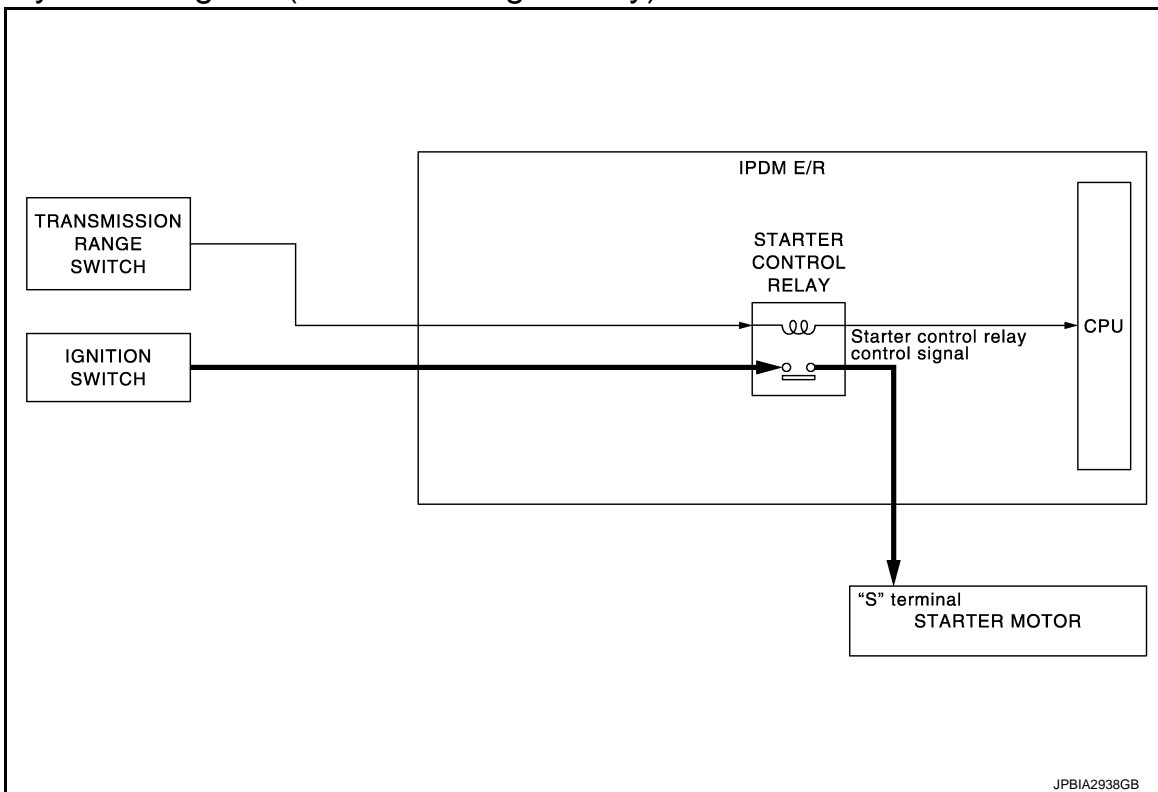 IPDM E/R
TRANSMISSION
RANGE
SWITCH
STARTER
CONTROL
RELAY
IGNITION
SWITCH
Starter control relay
control signal
CPU
“S” terminal
STARTER MOTOR
JPBIA2938GB